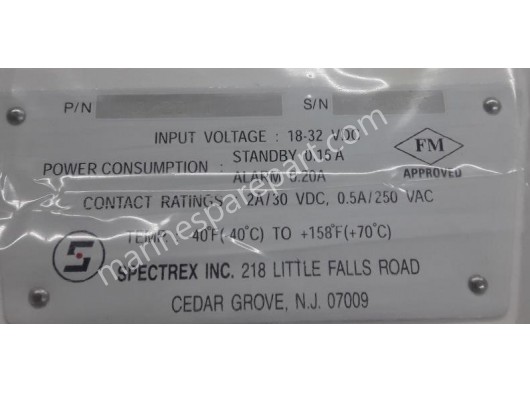 P/N S/N
INPUT VOLTAGE : 18-32 VDC
POWER CONSUMPTION : STANDBY 0.15A
ALARM 0.20A
FM
APPROVED
CONTACT RATINGS : 2A/30 VDC, 0.5A/250 VAC
TEMP. -40°F(-40°C) TO +158°F(+70°C)
SPECTREX INC. 218 LITTLE FALLS ROAD
CEDAR GROVE, N.J. 07009
marinesparepart.com